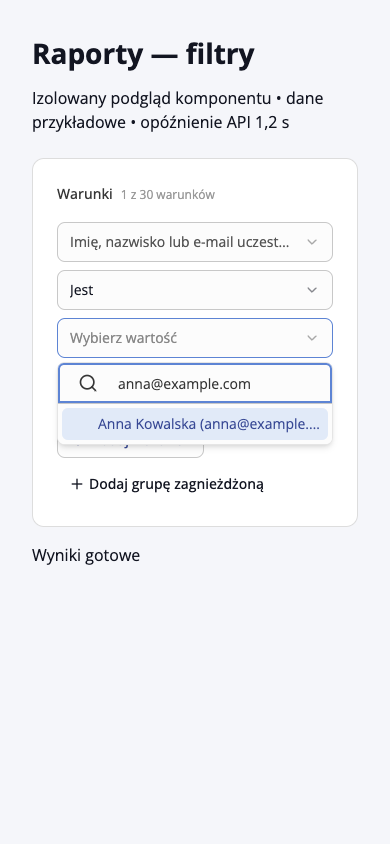 Raporty — filtry
Izolowany podgląd komponentu • dane
przykładowe • opóźnienie API 1,2 s
Warunki 1 z 30 warunków
Imię, nazwisko lub e-mail uczest...
Jest
Wybierz wartość
anna@example.com
Anna Kowalska (anna@example....
+ Dodaj grupę zagnieżdżoną
Wyniki gotowe